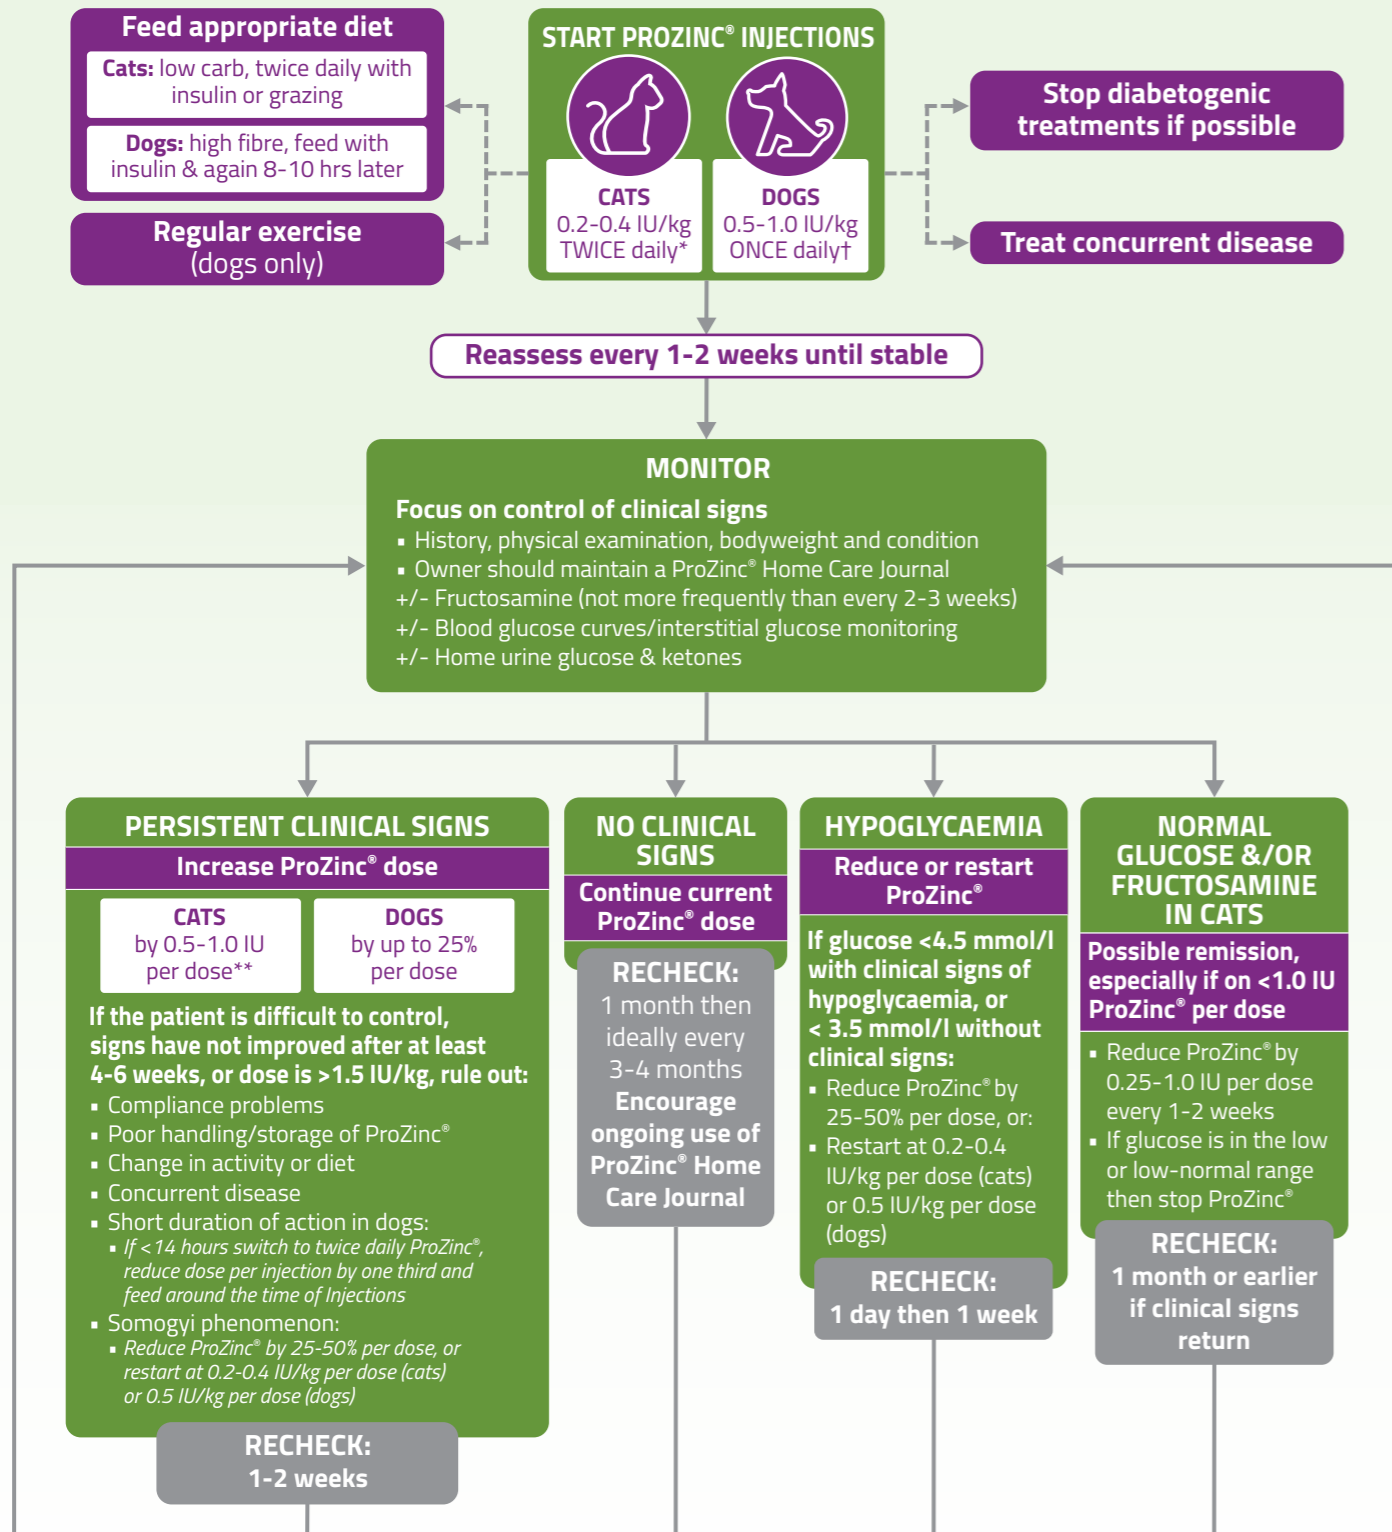 Feed appropriate diet
Cats: low carb, twice daily with
insulin or grazing
Dogs: high fibre, feed with
insulin & again 8-10 hrs later
Regular exercise
(dogs only)
START PROZINC® INJECTIONS
CATS
0.2-0.4 IU/kg
TWICE daily*
DOGS
0.5-1.0 IU/kg
ONCE daily†
Stop diabetogenic
treatments if possible
Treat concurrent disease
Reassess every 1-2 weeks until stable
MONITOR
Focus on control of clinical signs
▪ History, physical examination, bodyweight and condition
▪ Owner should maintain a ProZinc® Home Care Journal
+/- Fructosamine (not more frequently than every 2-3 weeks)
+/- Blood glucose curves/interstitial glucose monitoring
+/- Home urine glucose & ketones
PERSISTENT CLINICAL SIGNS
Increase ProZinc® dose
CATS
by 0.5-1.0 IU
per dose**
DOGS
by up to 25%
per dose
If the patient is difficult to control,
signs have not improved after at least
4-6 weeks, or dose is >1.5 IU/kg, rule out:
▪ Compliance problems
▪ Poor handling/storage of ProZinc®
▪ Change in activity or diet
▪ Concurrent disease
▪ Short duration of action in dogs:
▪ If <14 hours switch to twice daily ProZinc®,
reduce dose per injection by one third and
feed around the time of Injections
▪ Somogyi phenomenon:
▪ Reduce ProZinc® by 25-50% per dose, or
restart at 0.2-0.4 IU/kg per dose (cats)
or 0.5 IU/kg per dose (dogs)
RECHECK:
1-2 weeks
NO CLINICAL
SIGNS
Continue current
ProZinc® dose
RECHECK:
1 month then
ideally every
3-4 months
Encourage
ongoing use of
ProZinc® Home
Care Journal
HYPOGLYCAEMIA
Reduce or restart
ProZinc®
If glucose <4.5 mmol/l
with clinical signs of
hypoglycaemia, or
< 3.5 mmol/l without
clinical signs:
▪ Reduce ProZinc® by
25-50% per dose, or:
▪ Restart at 0.2-0.4
IU/kg per dose (cats)
or 0.5 IU/kg per dose
(dogs)
RECHECK:
1 day then 1 week
NORMAL
GLUCOSE &/OR
FRUCTOSAMINE
IN CATS
Possible remission,
especially if on <1.0 IU
ProZinc® per dose
▪ Reduce ProZinc® by
0.25-1.0 IU per dose
every 1-2 weeks
▪ If glucose is in the low
or low-normal range
then stop ProZinc®
RECHECK:
1 month or earlier
if clinical signs
return